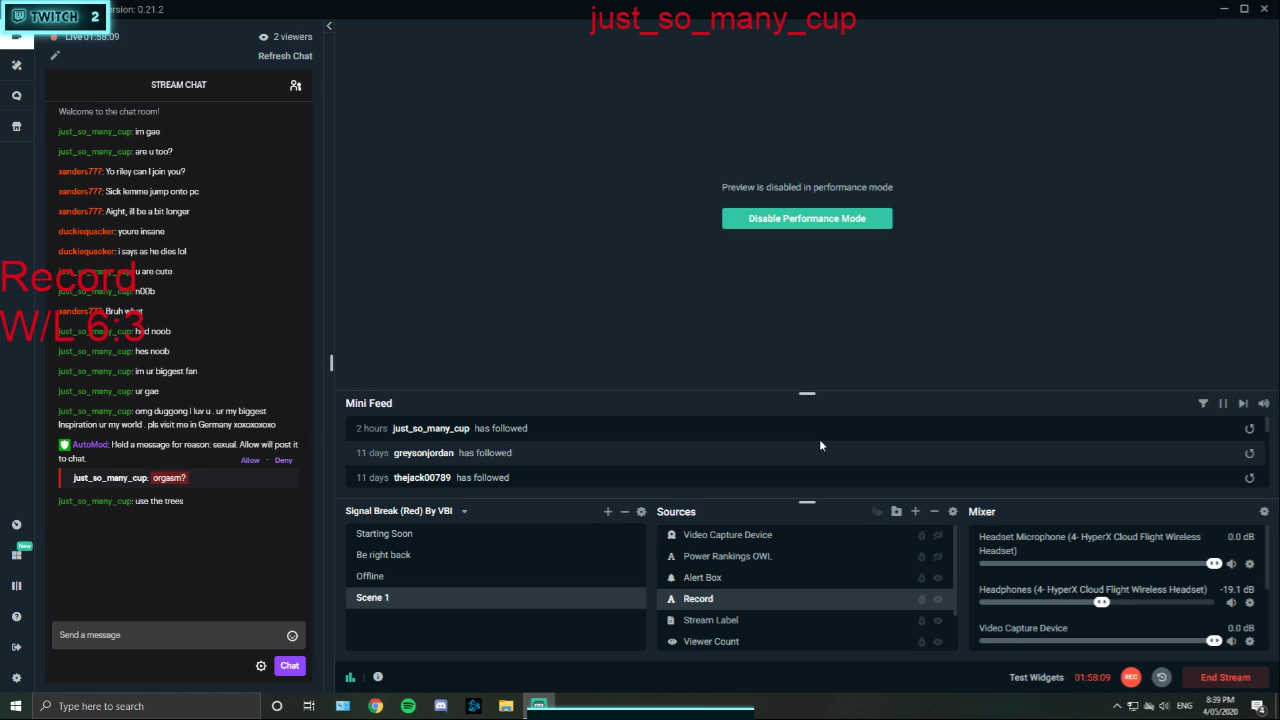 TWITCH 2
ersion: 0.21.2
just_so_many_cup
Live 01:58:09
2 viewers
Refresh Chat
STREAM CHAT
Welcome to the chat room!
just_so_many_cup: im gae
just_so_many_cup: are u too?
xanders777: Yo riley can I join you?
xanders777: Sick lemme jump onto pc
xanders777: Aight, ill be a bit longer
duckiequacker: youre insane
duckiequacker: i says as he dies lol
just_so_many_cup: u are cute
just_so_many_cup: n00b
xanders777: Bruh what
just_so_many_cup: hed noob
just_so_many_cup: hes noob
just_so_many_cup: im ur biggest fan
just_so_many_cup: ur gae
just_so_many_cup: omg duggong i luv u . ur my biggest
Inspiration ur my world . pls visit me in Germany xoxoxoxoxo
AutoMod: Held a message for reason: sexual. Allow will post it
to chat.
Allow · Deny
just_so_many_cup: orgasm?
just_so_many_cup: use the trees
Record
W/L 6:3
Send a message
Chat
New
Preview is disabled in performance mode
Disable Performance Mode
Mini Feed
2 hours just_so_many_cup has followed
11 days greysonjordan has followed
11 days thejack00789 has followed
Signal Break (Red) By VBI
Starting Soon
Be right back
Offline
Scene 1
Sources
Video Capture Device
Power Rankings OWL
Alert Box
Record
Stream Label
Viewer Count
Mixer
Headset Microphone (4- HyperX Cloud Flight Wireless
Headset)
0.0 dB
Headphones (4- HyperX Cloud Flight Wireless Headset)
-19.1 dB
Video Capture Device
0.0 dB
Test Widgets
01:58:09
REC
End Stream
Type here to search
ENG
8:39 PM
4/05/2020
4